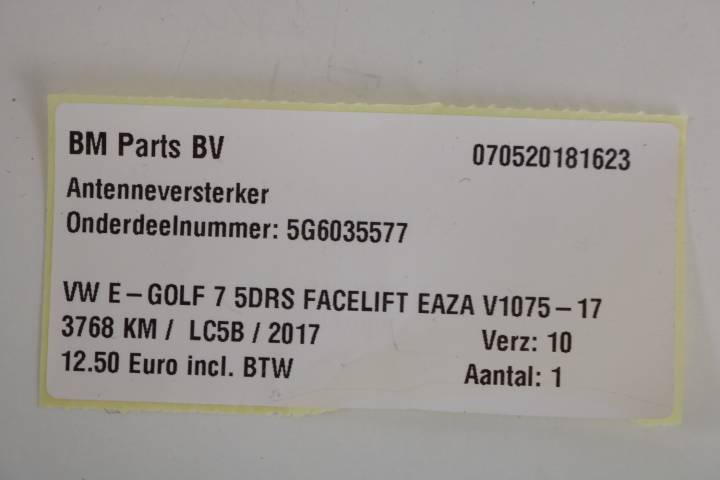 BM Parts BV 070520181623
Antenneversterker
Onderdeelnummer: 5G6035577
VW E-GOLF 7 5DRS FACELIFT EAZA V1075-17
3768 KM / LC5B / 2017 Verz: 10
12.50 Euro incl. BTW Aantal: 1